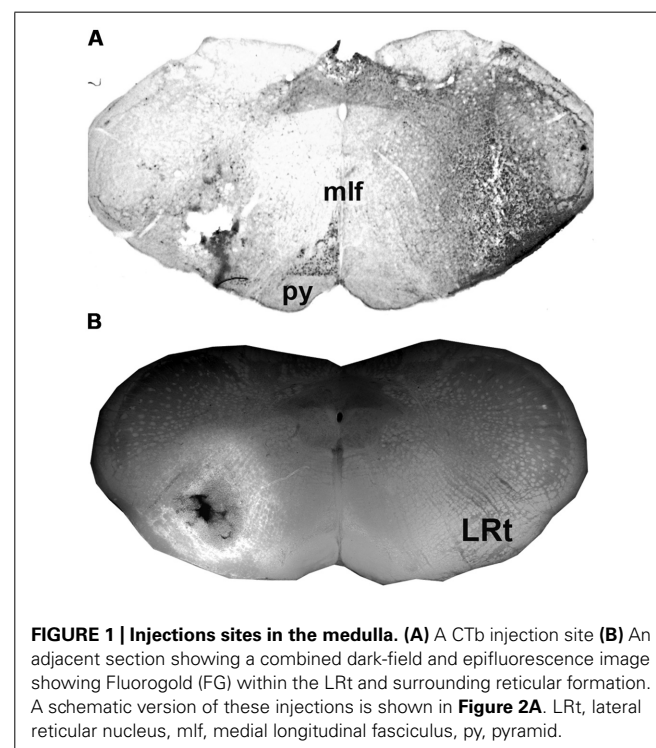 A
mlf
py
B
LRt
FIGURE 1 | Injections sites in the medulla. (A) A CTb injection site (B) An
adjacent section showing a combined dark-field and epifluorescence image
showing Fluorogold (FG) within the LRt and surrounding reticular formation.
A schematic version of these injections is shown in Figure 2A. LRt, lateral
reticular nucleus, mlf, medial longitudinal fasciculus, py, pyramid.